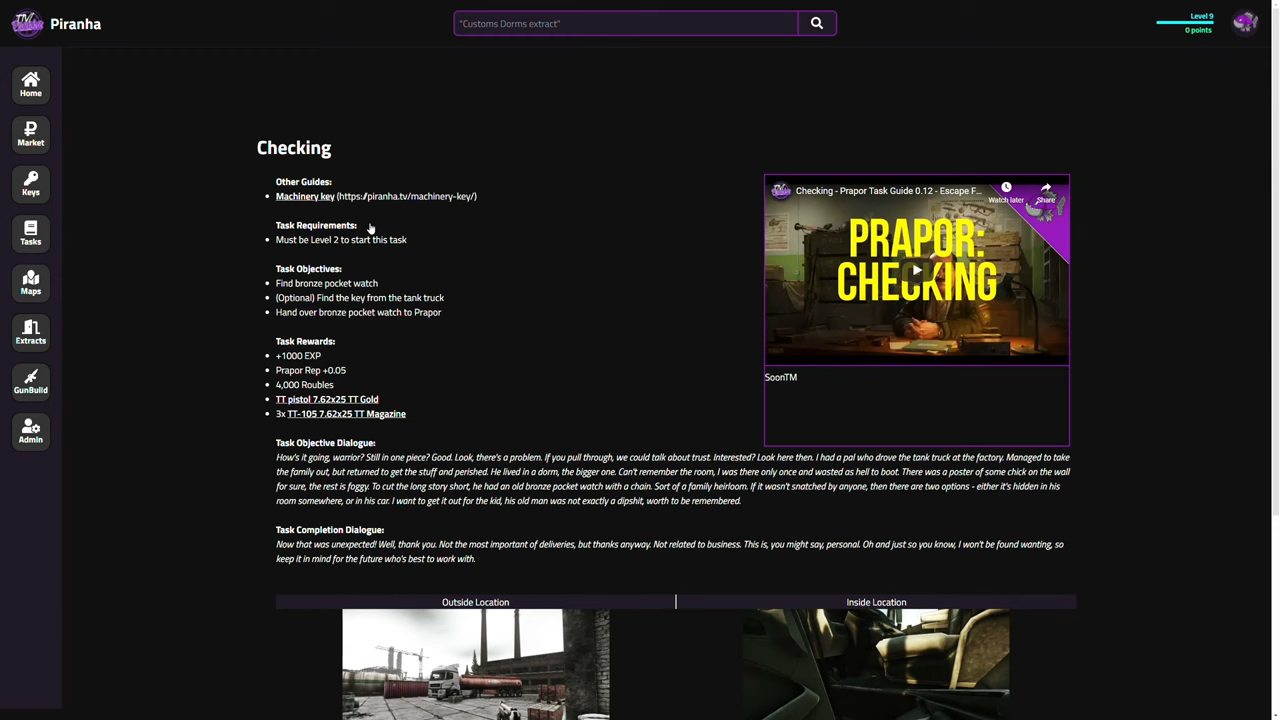 Piranha
"Customs Dorms extract"
Level 9
0 points
Home
Market
Keys
Tasks
Maps
Extracts
GunBuild
Admin
Checking
Other Guides:
Machinery key (https://piranha.tv/machinery-key/)
Task Requirements:
Must be Level 2 to start this task
Task Objectives:
Find bronze pocket watch
(Optional) Find the key from the tank truck
Hand over bronze pocket watch to Prapor
Task Rewards:
+1000 EXP
Prapor Rep +0.05
4,000 Roubles
TT pistol 7.62x25 TT Gold
3x TT-105 7.62x25 TT Magazine
Checking - Prapor Task Guide 0.12 - Escape F...
Watch later
Share
PRAPOR:
CHECKING
SoonTM
Task Objective Dialogue:
How's it going, warrior? Still in one piece? Good. Look, there's a problem. If you pull through, we could talk about trust. Interested? Look here then. I had a pal who drove the tank truck at the factory. Managed to
take the family out, but returned to get the stuff and perished. He lived in a dorm, the bigger one. Can't remember the room, I was there only once and wasted as hell to boot. There was a poster of some chick on the wall
for sure, the rest is foggy. To cut the long story short, he had an old bronze pocket watch with a chain. Sort of a family heirloom. If it wasn't snatched by anyone, then there are two options - either it's hidden in his
room somewhere, or in his car. I want to get it out for the kid, his old man was not exactly a dipshit, worth to be remembered.
Task Completion Dialogue:
Now that was unexpected! Well, thank you. Not the most important of deliveries, but thanks anyway. Not related to business. This is, you might say, personal. Oh and just so you know, I won't be found wanting, so
keep it in mind for the future who's best to work with.
Outside Location
Inside Location